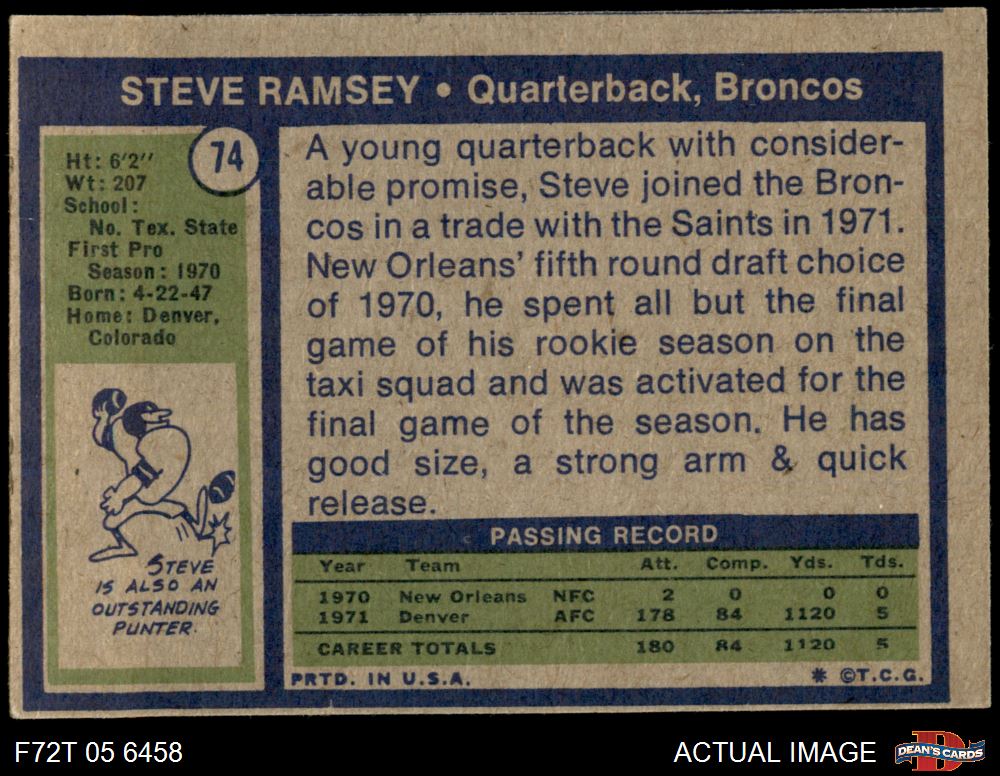 STEVE RAMSEY • Quarterback, Broncos
74
Ht: 6'2''
Wt: 207
School:
No. Tex. State
First Pro
Season: 1970
Born: 4-22-47
Home: Denver,
Colorado
STEVE
IS ALSO AN
OUTSTANDING
PUNTER.
A young quarterback with consider-
able promise, Steve joined the Bron-
cos in a trade with the Saints in 1971.
New Orleans' fifth round draft choice
of 1970, he spent all but the final
game of his rookie season on the
taxi squad and was activated for the
final game of the season. He has
good size, a strong arm & quick
release.
PASSING RECORD
Year Team Att. Comp. Yds. Tds.
1970 New Orleans NFC 2 0 0 0
1971 Denver AFC 178 84 1120 5
CAREER TOTALS 180 84 1120 5
PRTD. IN U.S.A. * ©T.C.G.
F72T 05 6458
ACTUAL IMAGE
D
DEAN'S CARDS